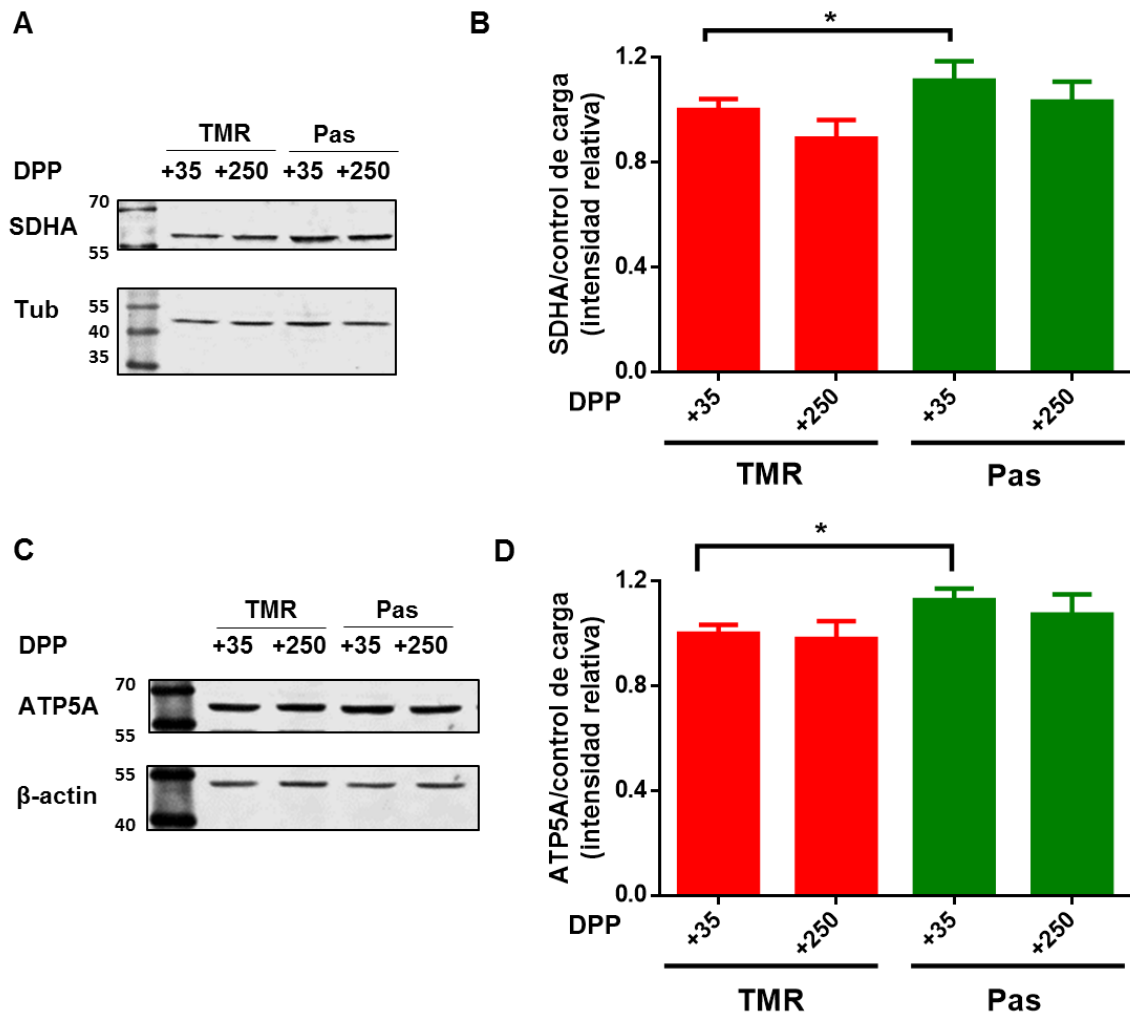 A
TMR Pas
DPP +35 +250 +35 +250
70
SDHA
55
Tub
55
40
35
B
*
SDHA/control de carga
(intensidad relativa)
1.2
0.8
0.4
0.0
DPP +35 +250 +35 +250
TMR Pas
C
TMR Pas
DPP +35 +250 +35 +250
70
ATP5A
55
55
β-actin
40
D
*
ATP5A/control de carga
(intensidad relativa)
1.2
0.8
0.4
0.0
DPP +35 +250 +35 +250
TMR Pas